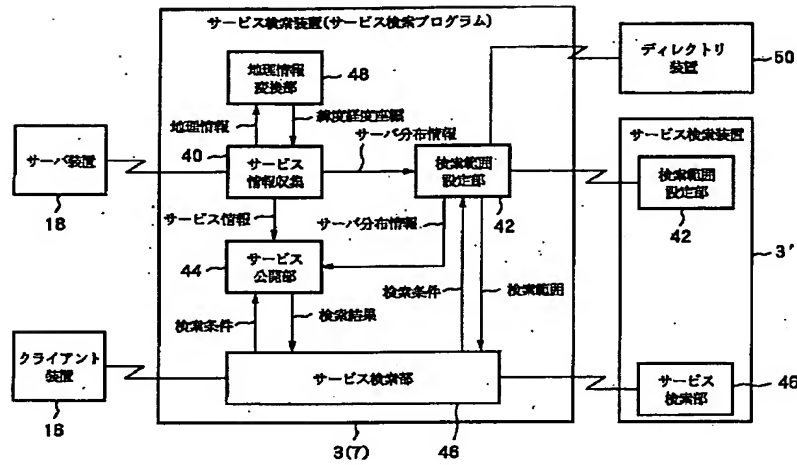 サービス検索装置(サービス検索プログラム)
地理情報
変換部
48
ディレクトリ
装置
50
地理情報
緯度経度座標
サーバ分布情報
サービス検索装置
サーバ装置
18
40
サービス
情報収集
検索範囲
設定部
42
検索範囲
設定部
42
サービス情報
サーバ分布情報
44
サービス
公開部
3'
検索条件
検索結果
検索条件
検索範囲
クライアント
装置
18
サービス検索部
46
サービス
検索部
46
3(7)